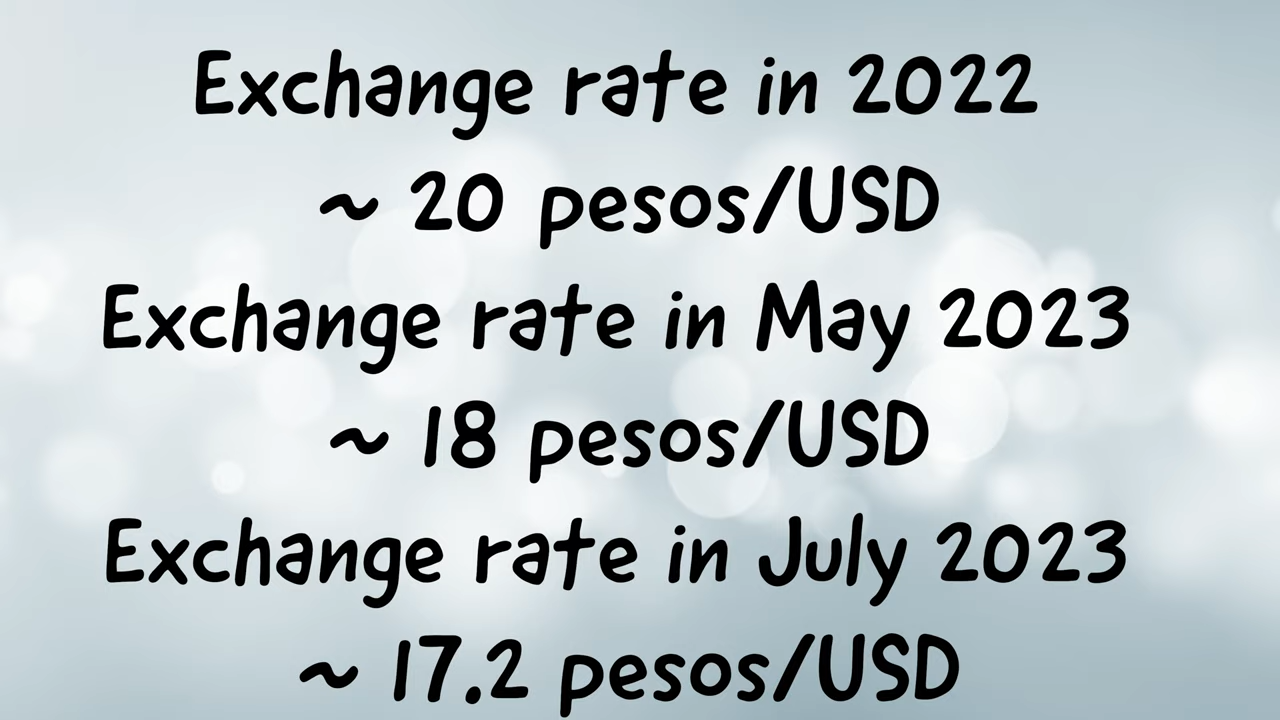 Exchange rate in 2022
~ 20 pesos/USD
Exchange rate in May 2023
~ 18 pesos/USD
Exchange rate in July 2023
~ 17.2 pesos/USD